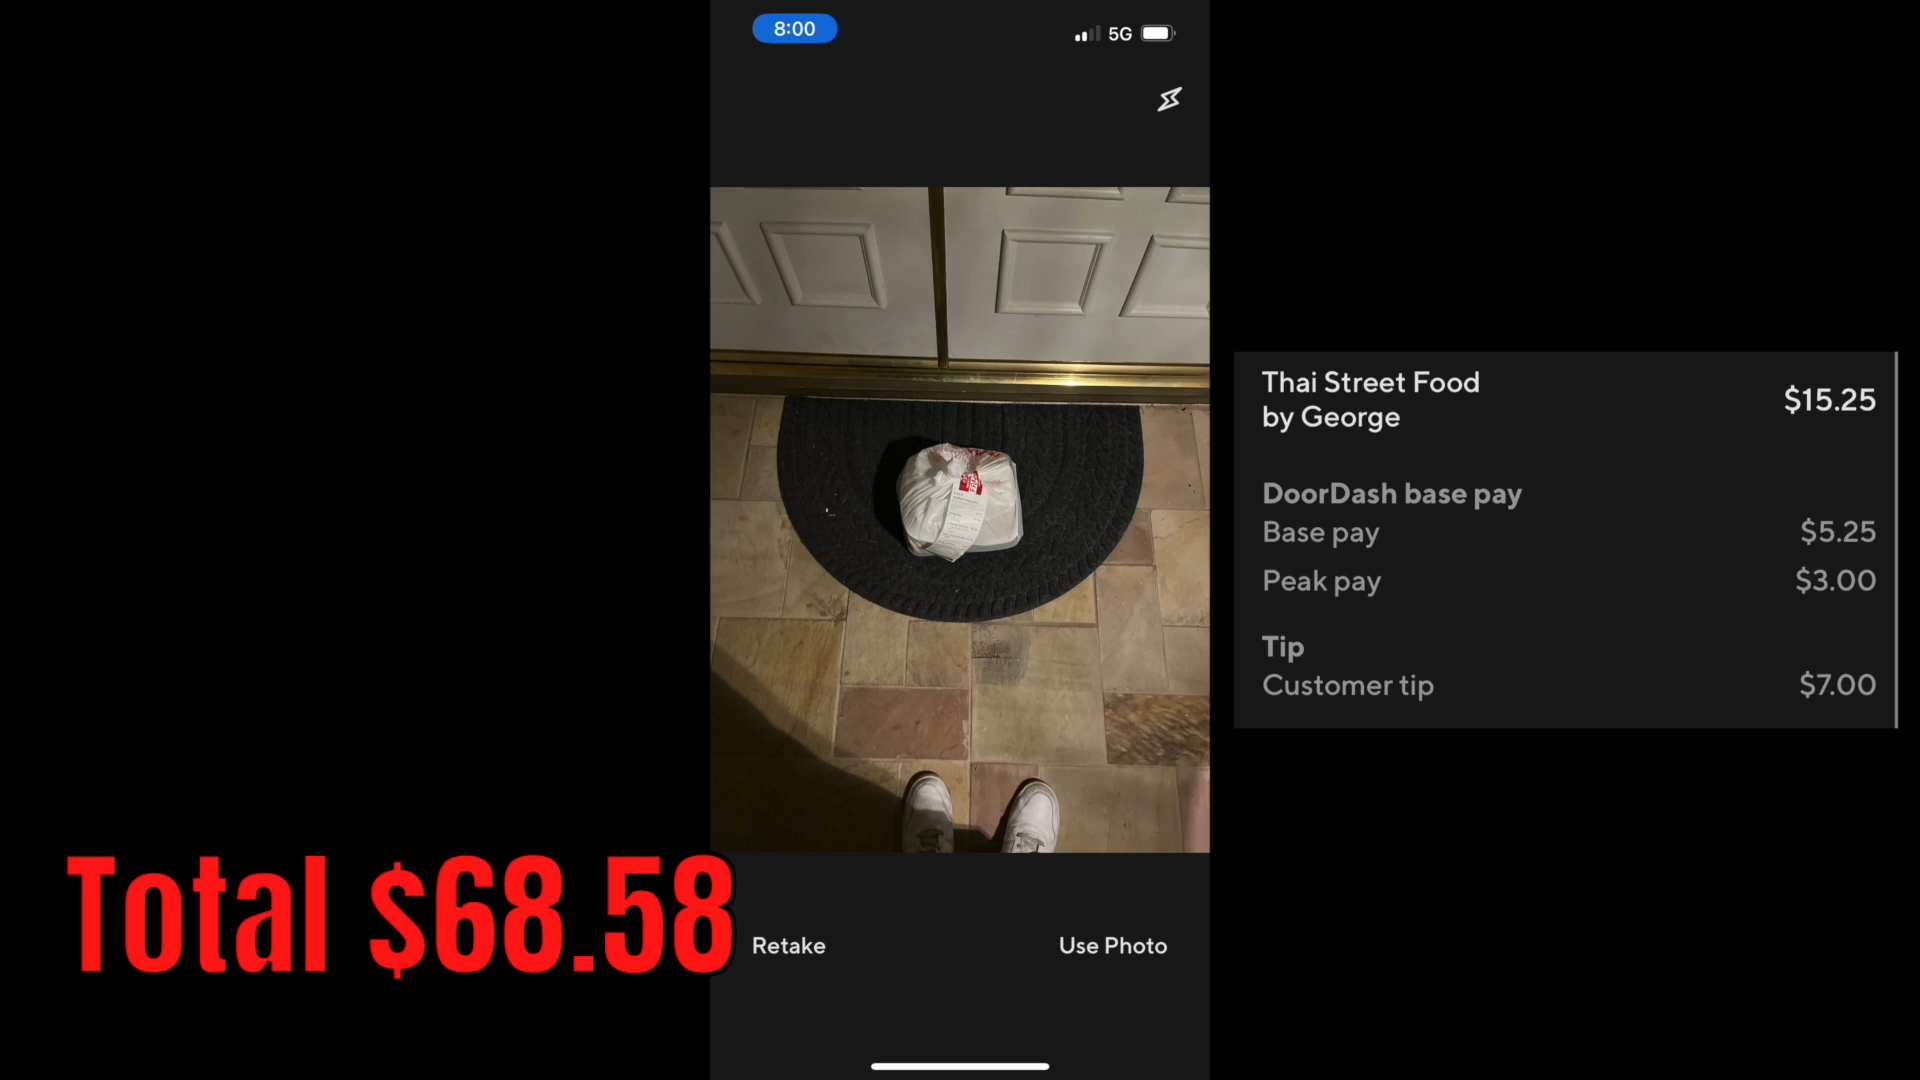 8:00
5G
Thai Street Food
by George
$15.25
DoorDash base pay
Base pay
$5.25
Peak pay
$3.00
Tip
Customer tip
$7.00
Total $68.58
Retake
Use Photo